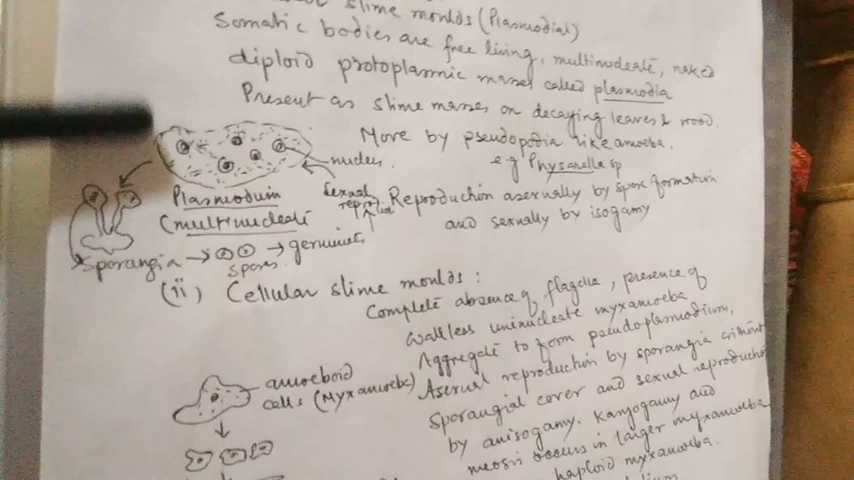 slime moulds (Plasmodial)
Somatic bodies are free living, multinucleate, naked
diploid protoplasmic masses called plasmodia
Present as slime masses on decaying leaves & wood.
Move by pseudopodia like amoeba.
nucleus.
e.g Physarella sp
Plasmodium
(multinucleate
Sexual
Reproduction asexually by spore formation
and sexually by isogamy
Sporangia → → germinate
spores
(ii) Cellular slime moulds :
Complete absence of flagella, presence of
wallless uninucleate myxamoeba
Aggregate to form pseudoplasmodium.
amoeboid
cells (Myxamoeba)
Asexual reproduction by sporangia without
sporangial cover and sexual reproduction
by anisogamy. Karyogamy and
meosis occurs in larger myxamoeba
haploid myxamoeba.